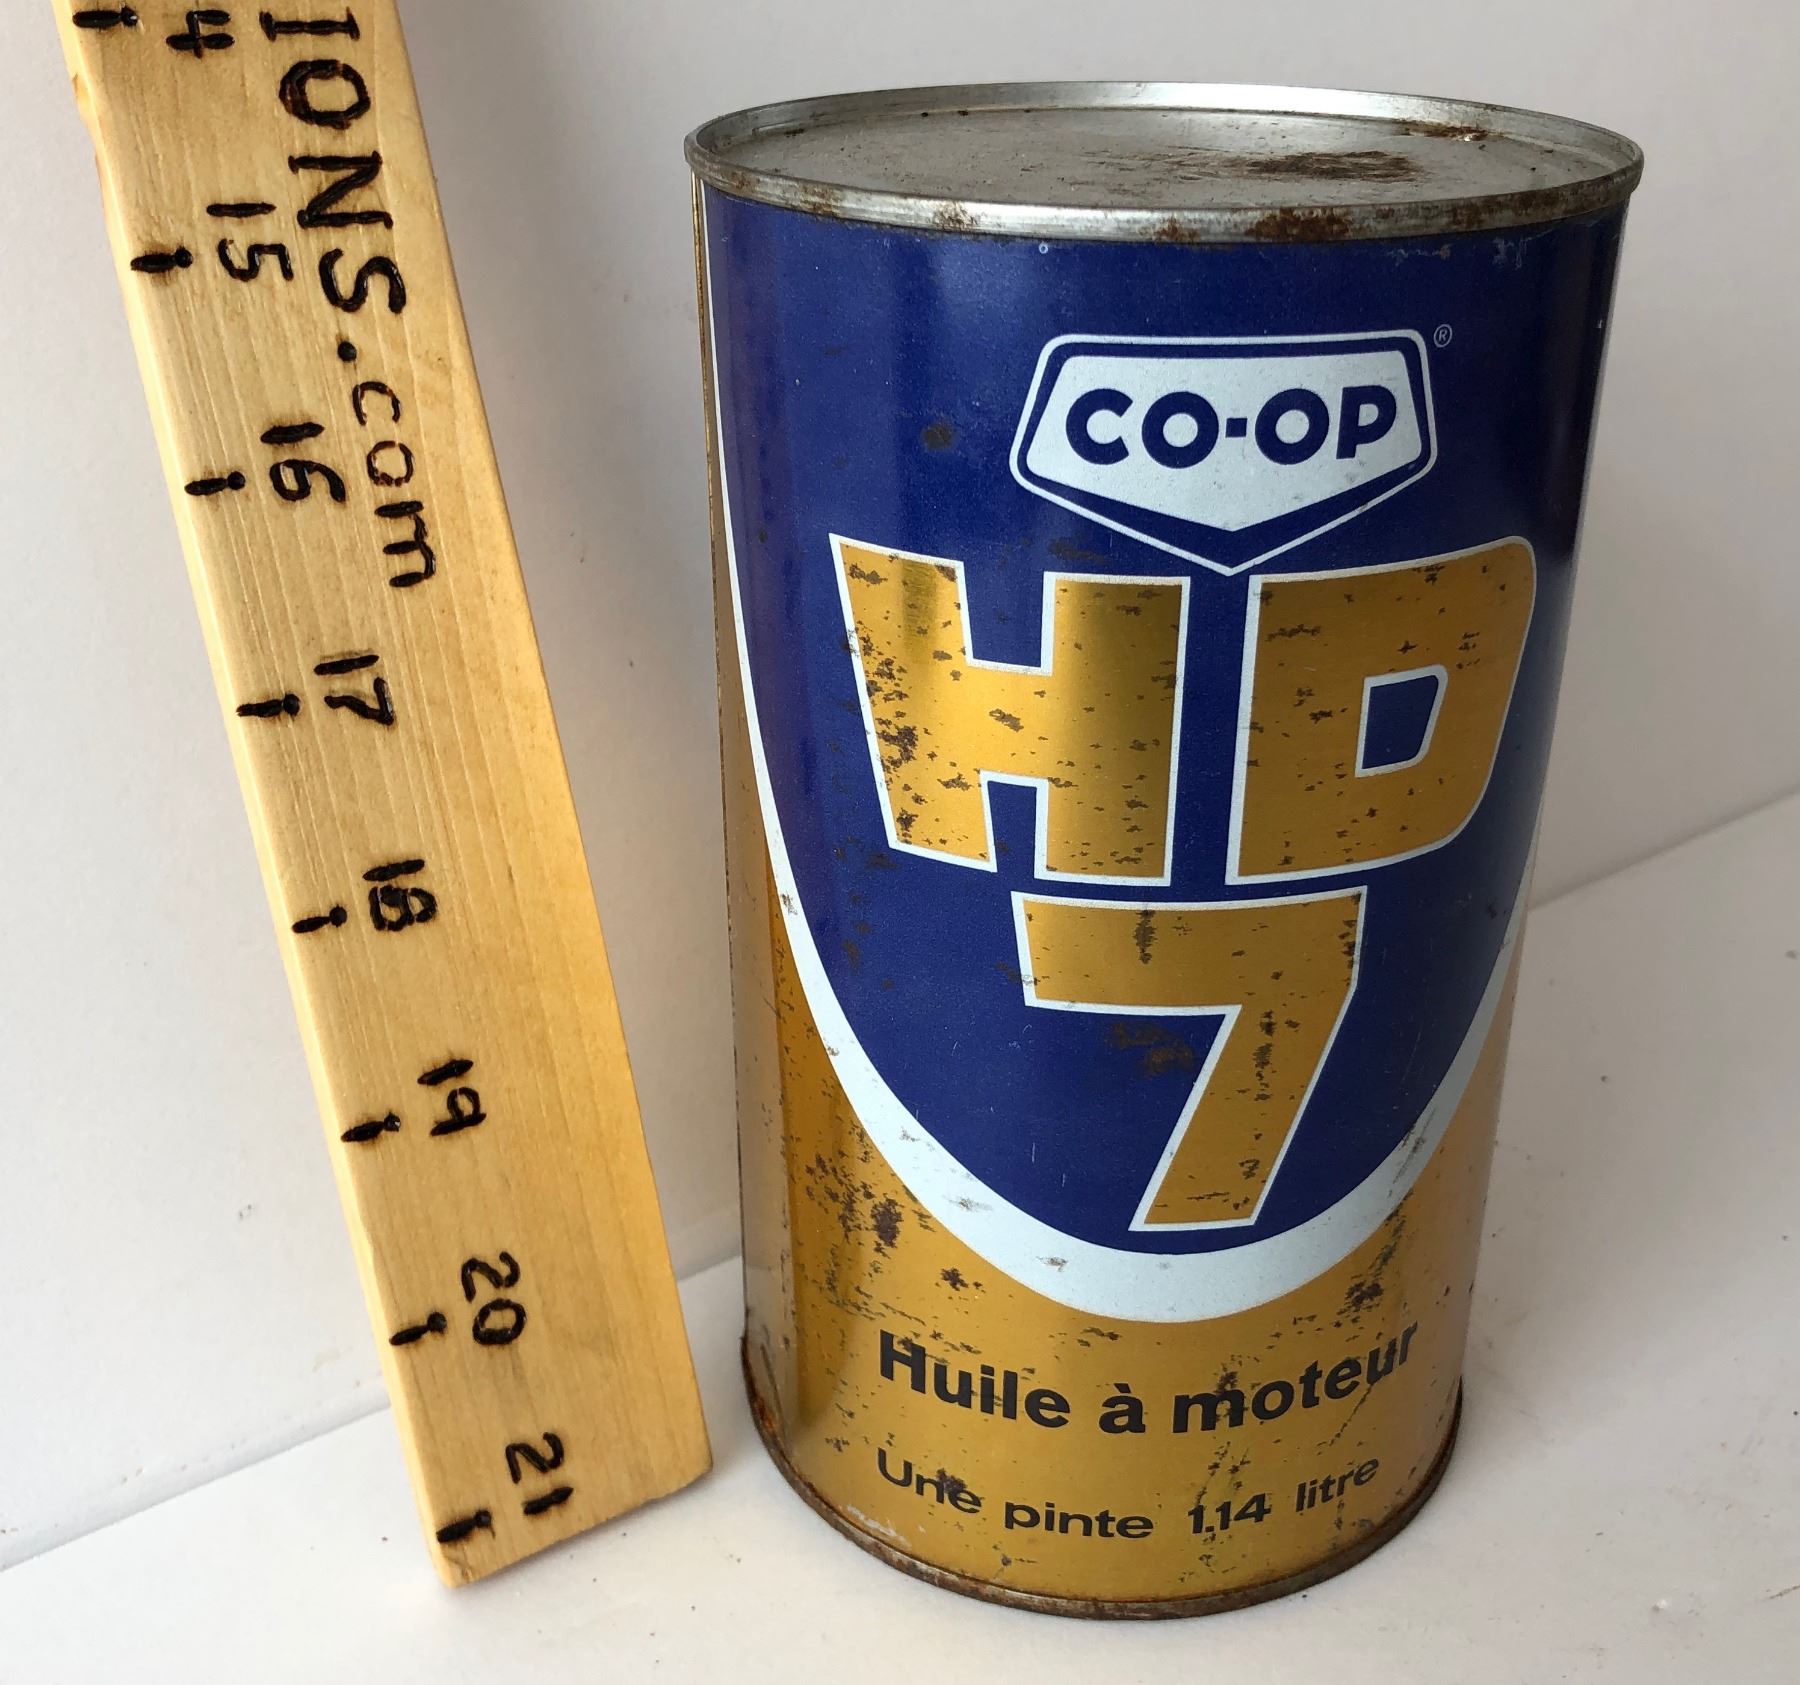 IONS.com
14
15
16
17
18
19
20
21
CO-OP ®
HD
7
Huile à moteur
Une pinte 1.14 litre